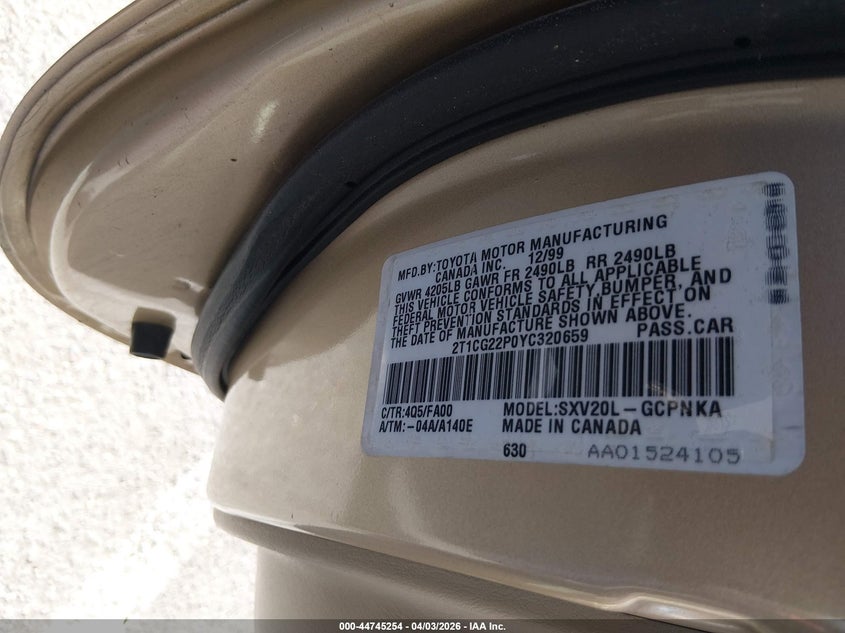 MFD.BY:TOYOTA MOTOR MANUFACTURING
CANADA INC. 12/99
GVWR 4205LB GAWR FR 2490LB RR 2490LB
THIS VEHICLE CONFORMS TO ALL APPLICABLE
FEDERAL MOTOR VEHICLE SAFETY,BUMPER, AND
THEFT PREVENTION STANDARDS IN EFFECT ON
THE DATE OF MANUFACTURE SHOWN ABOVE.
2T1CG22P0YC320659 PASS.CAR
C/TR:4Q5/FA00 MODEL:SXV20L-GCPNKA
A/TM:-04A/A140E MADE IN CANADA
630 AA01524105
000-44745254 - 04/03/2026 - IAA Inc.